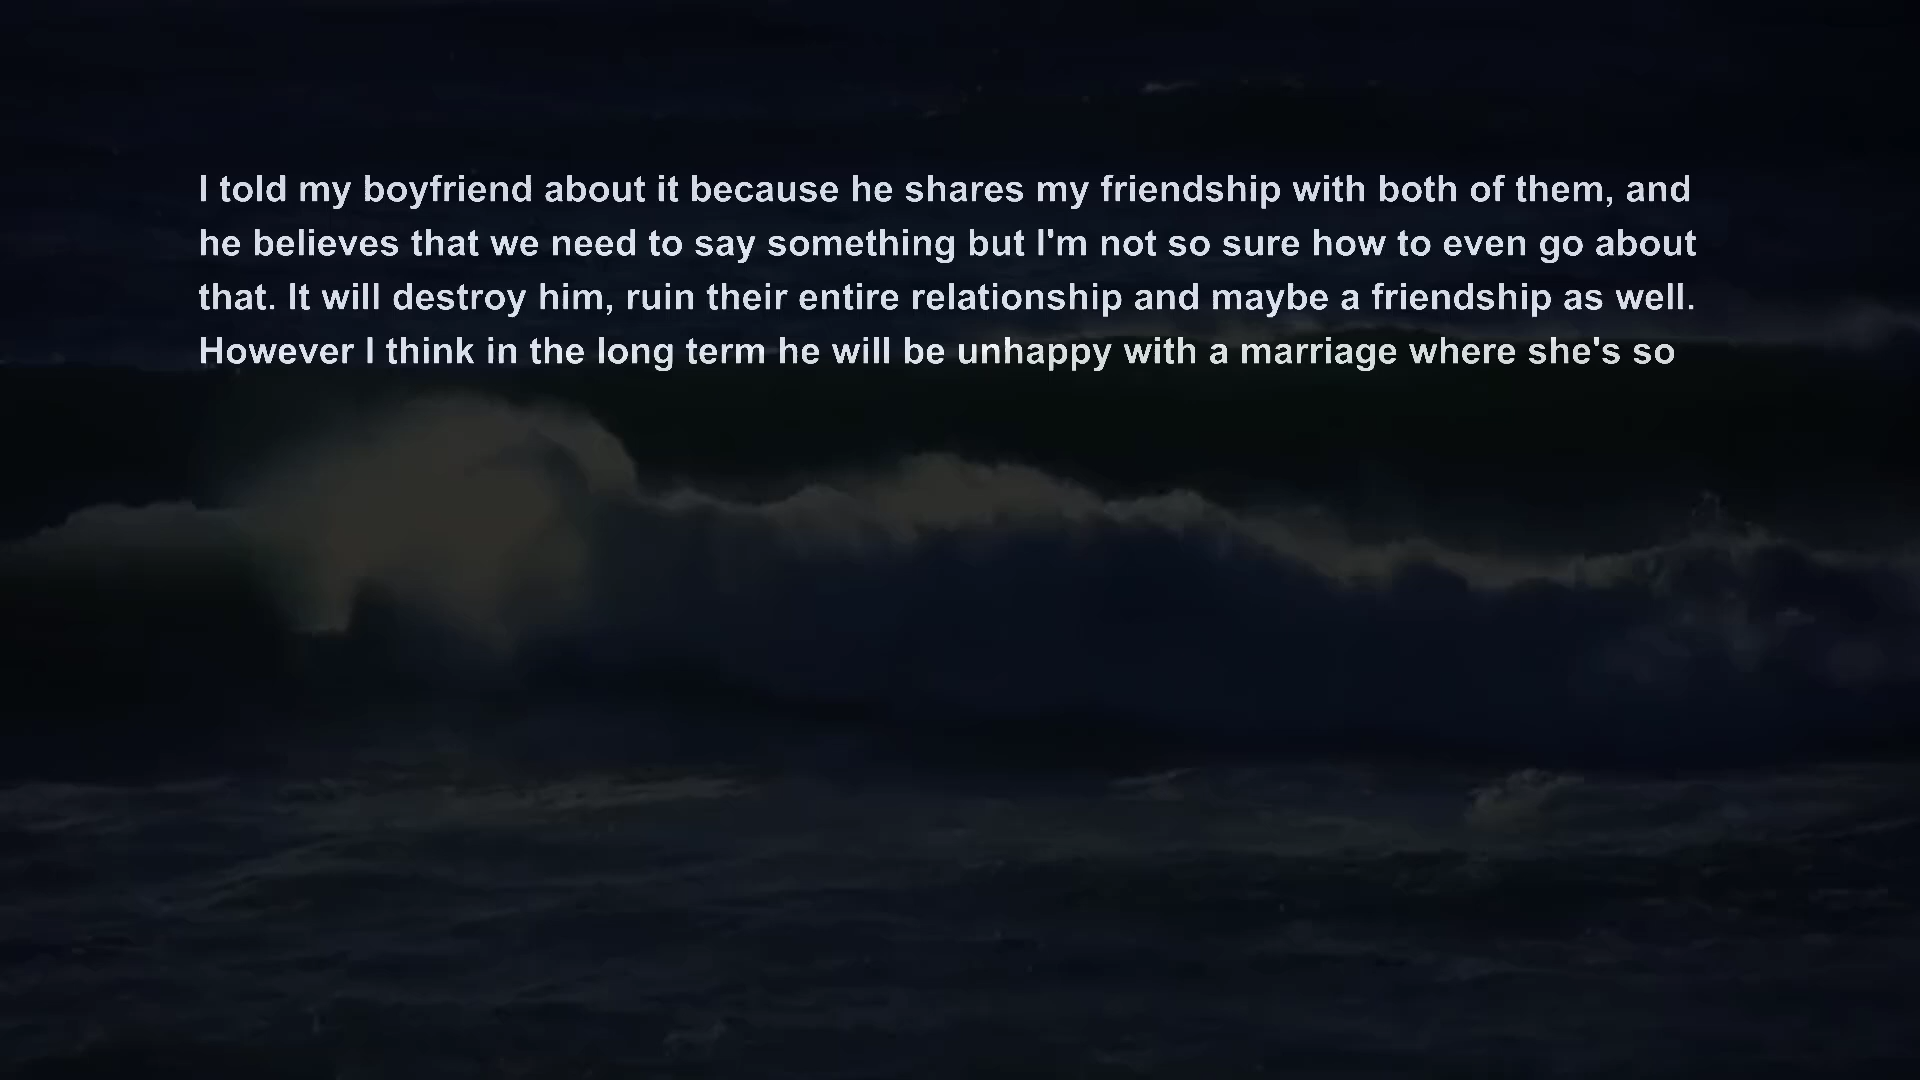 I told my boyfriend about it because he shares my friendship with both of them, and
he believes that we need to say something but I'm not so sure how to even go about
that. It will destroy him, ruin their entire relationship and maybe a friendship as well.
However I think in the long term he will be unhappy with a marriage where she's so